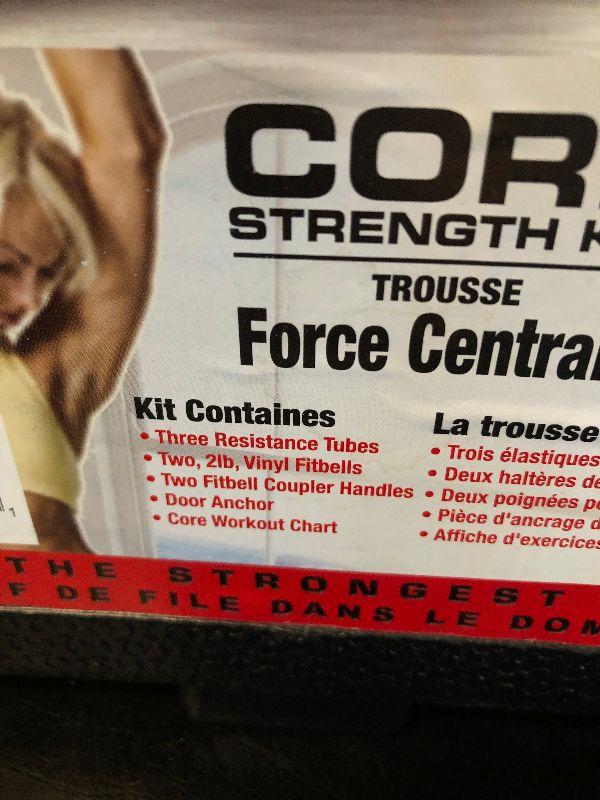 COR
STRENGTH K
TROUSSE
Force Centra
Kit Containes
• Three Resistance Tubes
• Two, 2lb, Vinyl Fitbells
• Two Fitbell Coupler Handles
• Door Anchor
• Core Workout Chart
La trousse
• Trois élastiques
• Deux haltères de
• Deux poignées p
• Pièce d'ancrage d
• Affiche d'exercices
THE STRONGEST
F DE FILE DANS LE DOM